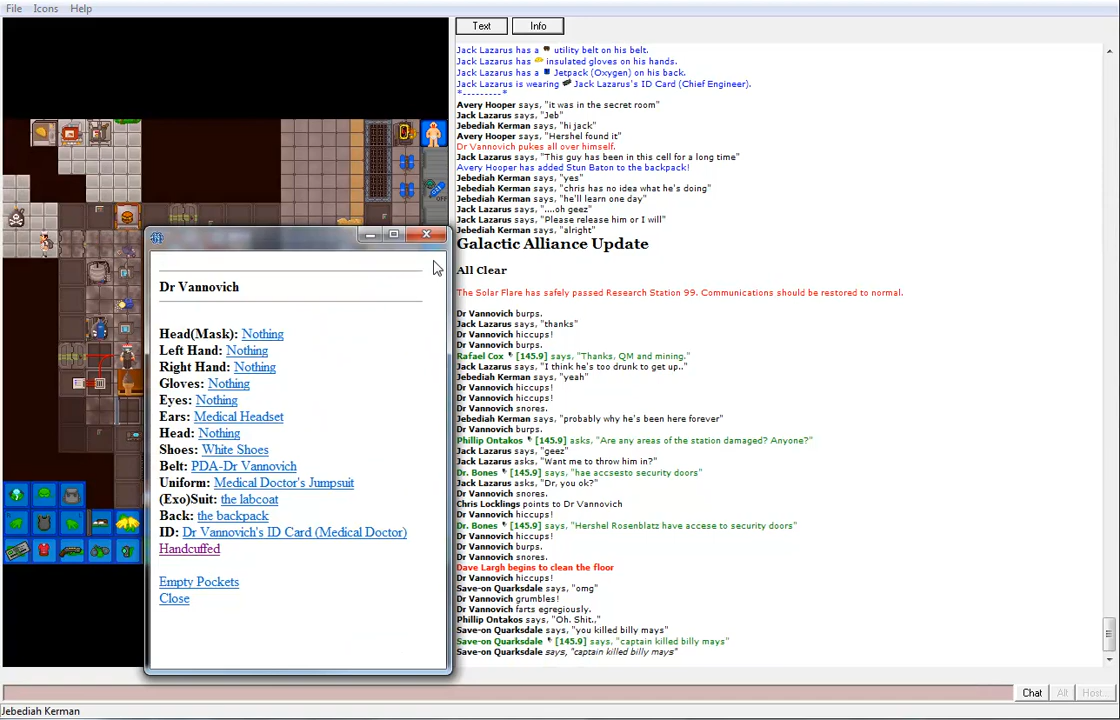 File Icons Help
Text Info
Jack Lazarus has a utility belt on his belt.
Jack Lazarus has insulated gloves on his hands.
Jack Lazarus has a Jetpack (Oxygen) on his back.
Jack Lazarus is wearing Jack Lazarus's ID Card (Chief Engineer).
*---------*
Avery Hooper says, "it was in the secret room"
Jack Lazarus says, "Jeb"
Jebediah Kerman says, "hi jack"
Avery Hooper says, "Hershel found it"
Dr Vannovich pukes all over himself.
Jack Lazarus says, "This guy has been in this cell for a long time"
Avery Hooper has added Stun Baton to the backpack!
Jebediah Kerman says, "yes"
Jebediah Kerman says, "chris has no idea what he's doing"
Jebediah Kerman says, "he'll learn one day"
Jack Lazarus says, "....oh geez"
Jack Lazarus says, "Please release him or I will"
Jebediah Kerman says, "alright"
Galactic Alliance Update
All Clear
The Solar Flare has safely passed Research Station 99. Communications should be restored to normal.
Dr Vannovich burps.
Jack Lazarus says, "thanks"
Dr Vannovich hiccups!
Dr Vannovich burps.
Rafael Cox [145.9] says, "Thanks, QM and mining."
Jack Lazarus says, "I think he's too drunk to get up.."
Jebediah Kerman says, "yeah"
Dr Vannovich hiccups!
Dr Vannovich hiccups!
Dr Vannovich snores.
Jebediah Kerman says, "probably why he's been here forever"
Dr Vannovich burps.
Phillip Ontakos [145.9] asks, "Are any areas of the station damaged? Anyone?"
Jack Lazarus says, "geez"
Jack Lazarus asks, "Want me to throw him in?"
Dr. Bones [145.9] says, "hae accsesto security doors"
Jack Lazarus asks, "Dr, you ok?"
Dr Vannovich snores.
Chris Locklings points to Dr Vannovich
Dr Vannovich hiccups!
Dr. Bones [145.9] says, "Hershel Rosenblatz have accese to security doors"
Dr Vannovich hiccups!
Dr Vannovich burps.
Dr Vannovich snores.
Dave Largh begins to clean the floor
Dr Vannovich hiccups!
Save-on Quarksdale says, "omg"
Dr Vannovich grumbles!
Dr Vannovich farts egregiously.
Phillip Ontakos says, "Oh. Shit.,"
Save-on Quarksdale says, "you killed billy mays"
Save-on Quarksdale [145.9] says, "captain killed billy mays"
Save-on Quarksdale says, "captain killed billy mays"
Dr Vannovich
Head(Mask): Nothing
Left Hand: Nothing
Right Hand: Nothing
Gloves: Nothing
Eyes: Nothing
Ears: Medical Headset
Head: Nothing
Shoes: White Shoes
Belt: PDA-Dr Vannovich
Uniform: Medical Doctor's Jumpsuit
(Exo)Suit: the labcoat
Back: the backpack
ID: Dr Vannovich's ID Card (Medical Doctor)
Handcuffed
Empty Pockets
Close
OFF
Chat Alt Host...
Jebediah Kerman